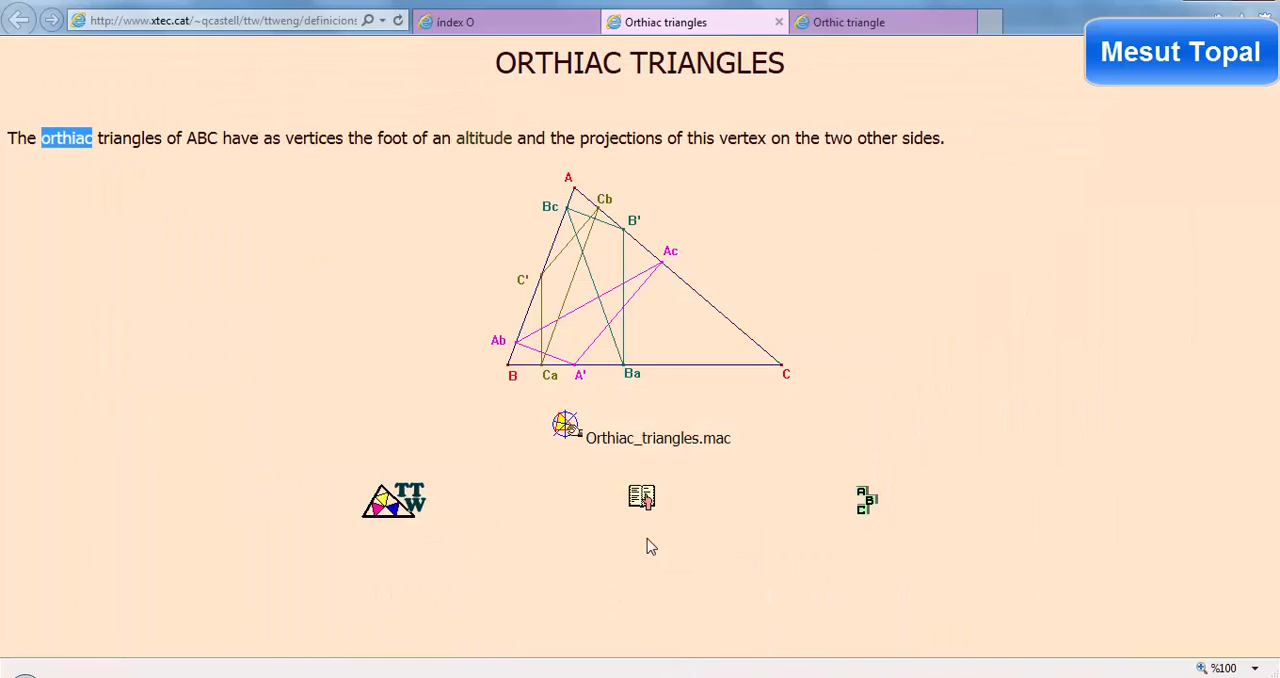 http://www.xtec.cat/~qcastell/ttw/ttweng/definicions
índex O
Orthiac triangles
Orthic triangle
Mesut Topal
ORTHIAC TRIANGLES
The orthiac triangles of ABC have as vertices the foot of an altitude and the projections of this vertex on the two other sides.
A
Cb
Bc
B'
Ac
C'
Ab
B
Ca
A'
Ba
C
Orthiac_triangles.mac
TT
W
A
B
C
%100